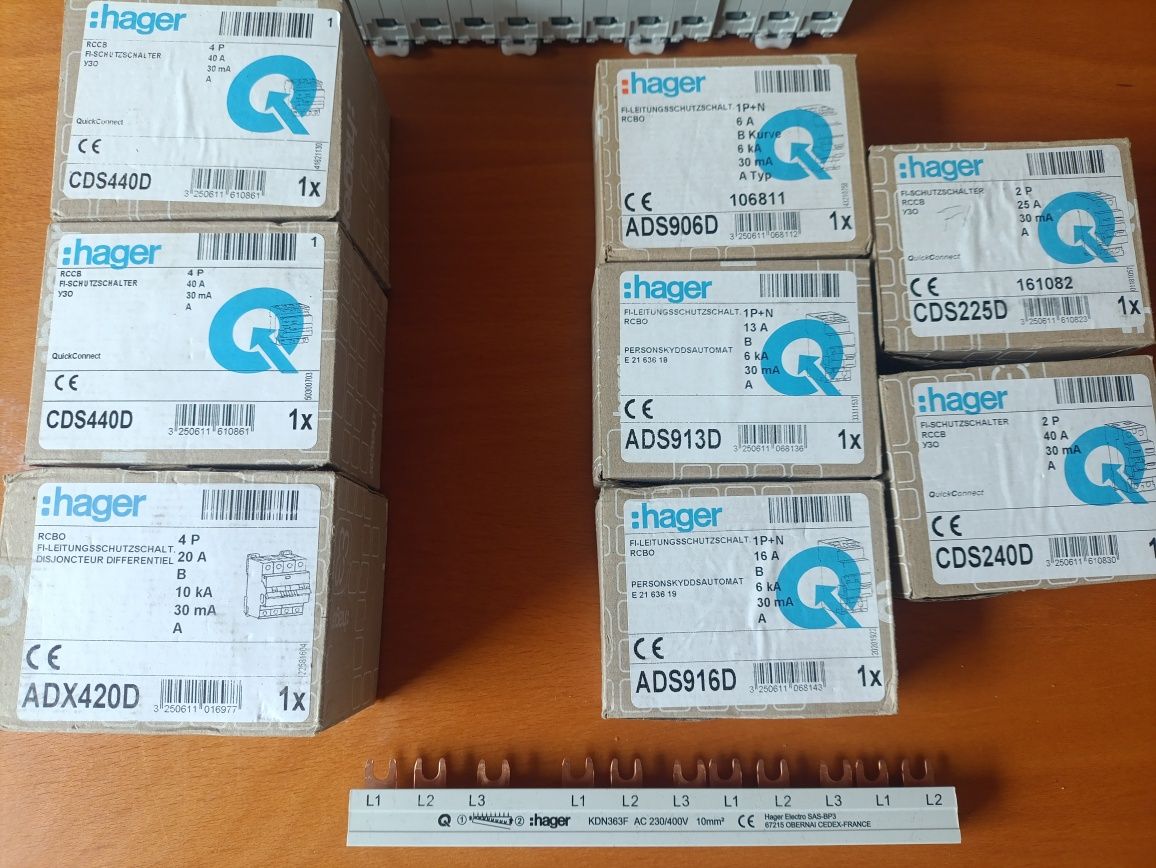 :hager
1
RCCB
FI-SCHUTZSCHALTER
УЗО
4 P
40 A
30 mA
A
QuickConnect
CE
41621130
CDS440D
3 250611 610861
1x
:hager
1
RCCB
FI-SCHUTZSCHALTER
УЗО
4 P
40 A
30 mA
A
QuickConnect
CE
50300703
CDS440D
3 250611 610861
1x
:hager
RCBO
FI-LEITUNGSSCHUTZSCHALT.
DISJONCTEUR DIFFERENTIEL
4 P
20 A
B
10 kA
30 mA
A
CE
ADX420D
3 250611 016977
1x
:hager
FI-LEITUNGSSCHUTZSCHALT.
RCBO
1P+N
6 A
B Kurve
6 kA
30 mA
A Typ
CE
106811
ADS906D
3 250611 068112
1x
:hager
FI-LEITUNGSSCHUTZSCHALT.
RCBO
1P+N
13 A
B
6 kA
30 mA
A
PERSONSKYDDSAUTOMAT
E 21 636 18
CE
ADS913D
3 250611 068136
1x
:hager
FI-LEITUNGSSCHUTZSCHALT.
RCBO
1P+N
16 A
B
6 kA
30 mA
A
PERSONSKYDDSAUTOMAT
E 21 636 19
CE
ADS916D
3 250611 068143
1x
:hager
FI-SCHUTZSCHALTER
RCCB
УЗО
2 P
25 A
30 mA
A
QuickConnect
CE
161082
CDS225D
3 250611 610823
1x
:hager
FI-SCHUTZSCHALTER
RCCB
УЗО
2 P
40 A
30 mA
A
QuickConnect
CE
CDS240D
3 250611 610830
L1 L2 L3 L1 L2 L3 L1 L2 L3 L1 L2
Q 1 2 :hager KDN363F AC 230/400V 10mm² CE Hager Electro SAS-BP3
67215 OBERNAI CEDEX-FRANCE